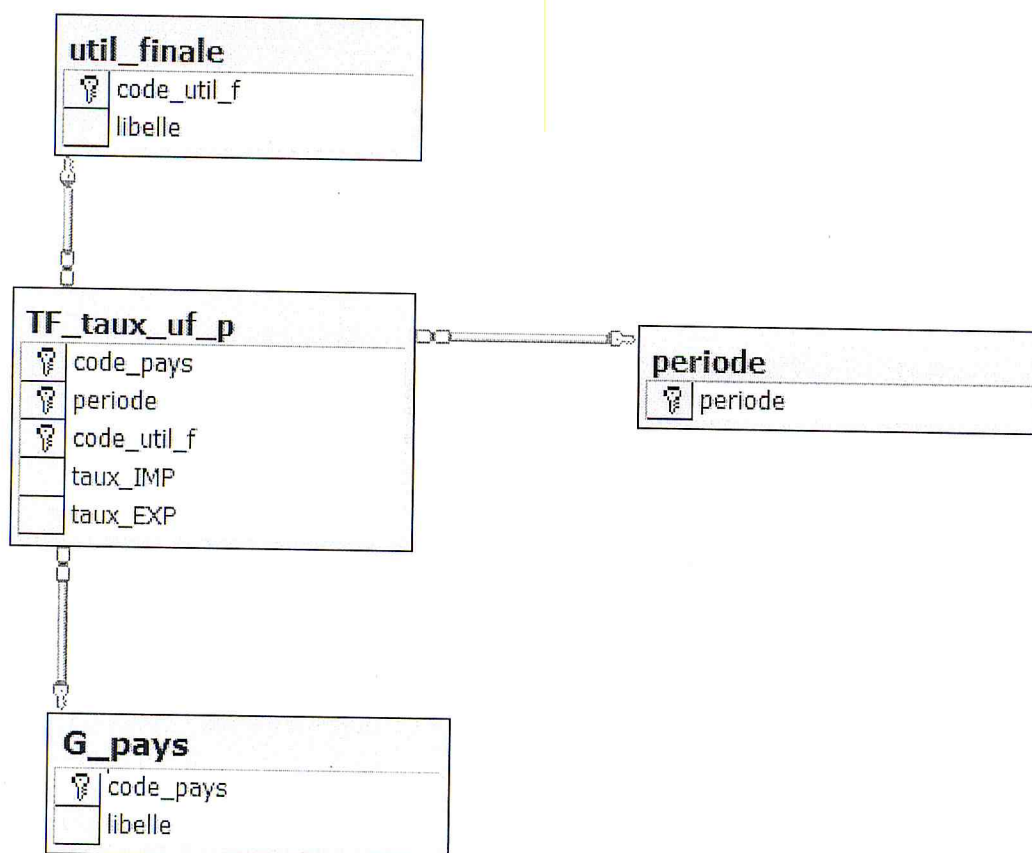 util_finale
code_util_f
libelle
TF_taux_uf_p
code_pays
periode
code_util_f
taux_IMP
taux_EXP
periode
periode
G_pays
code_pays
libelle